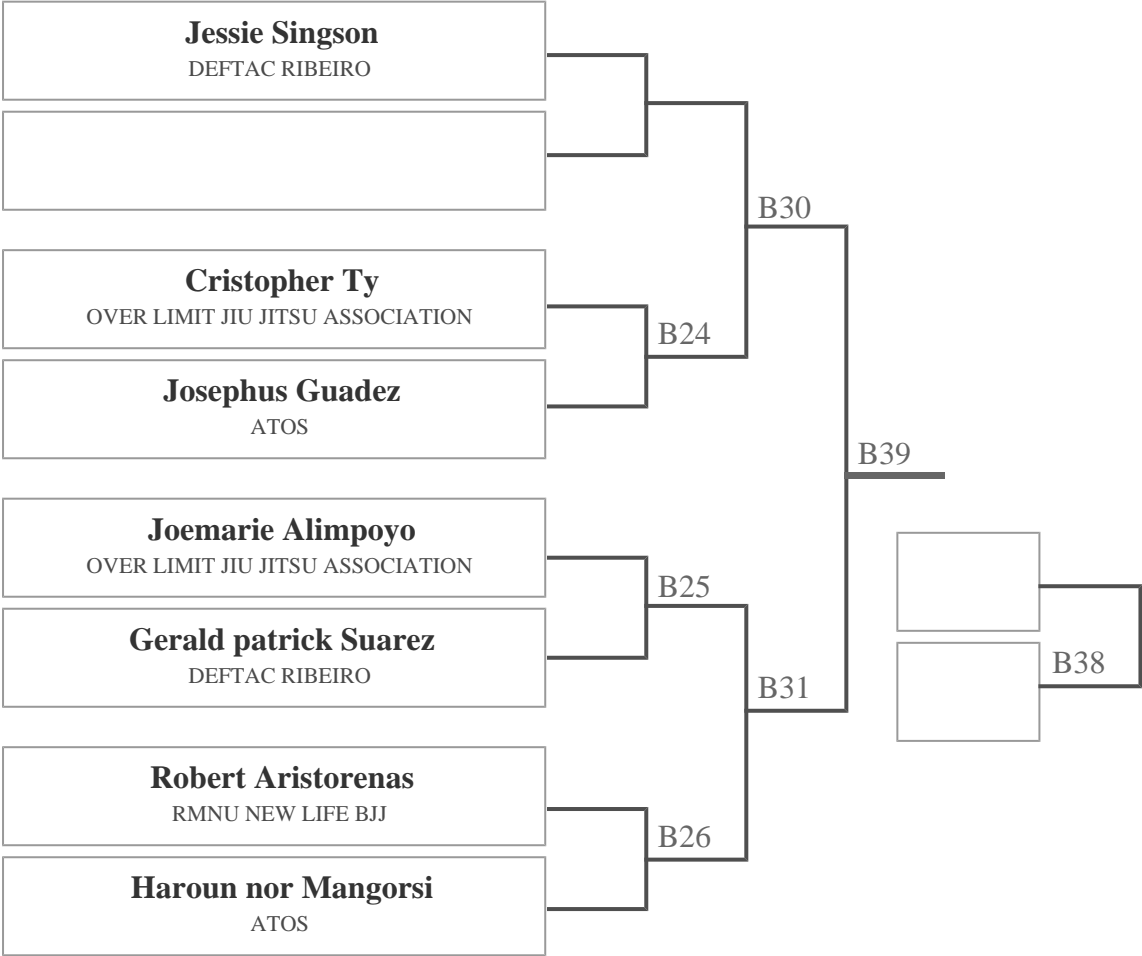 Jessie Singson
DEFTAC RIBEIRO
B30
Cristopher Ty
OVER LIMIT JIU JITSU ASSOCIATION
B24
Josephus Guadez
ATOS
B39
Joemarie Alimpoyo
OVER LIMIT JIU JITSU ASSOCIATION
B25
Gerald patrick Suarez
DEFTAC RIBEIRO
B38
B31
Robert Aristorenas
RMNU NEW LIFE BJJ
B26
Haroun nor Mangorsi
ATOS